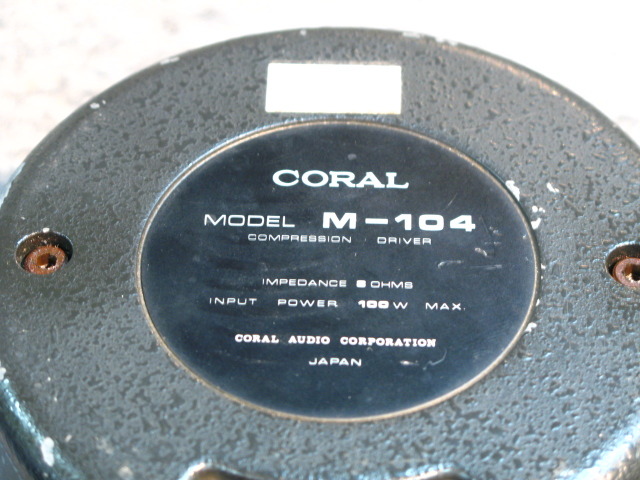 CORAL
MODEL M-104
COMPRESSION DRIVER
IMPEDANCE 8 OHMS
INPUT POWER 100 W MAX.
CORAL AUDIO CORPORATION
JAPAN